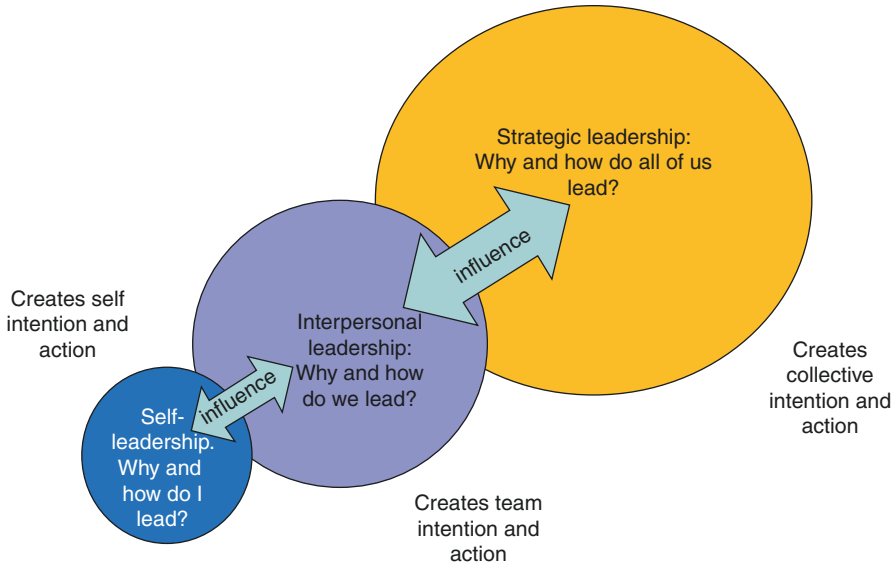 Strategic leadership:
Why and how do all of us
lead?
influence
Creates self
intention and
action
Interpersonal
leadership:
Why and how
do we lead?
influence
Creates
collective
intention and
action
Self-
leadership.
Why and
how do I
lead?
Creates team
intention and
action